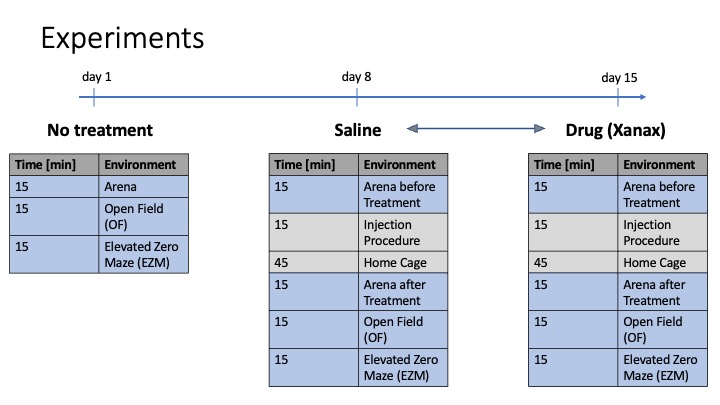 Experiments
day 1
day 8
day 15
No treatment
Saline
Drug (Xanax)
Time [min] Environment
15 Arena
15 Open Field
(OF)
15 Elevated Zero
Maze (EZM)
Time [min] Environment
15 Arena before
Treatment
15 Injection
Procedure
45 Home Cage
15 Arena after
Treatment
15 Open Field
(OF)
15 Elevated Zero
Maze (EZM)
Time [min] Environment
15 Arena before
Treatment
15 Injection
Procedure
45 Home Cage
15 Arena after
Treatment
15 Open Field
(OF)
15 Elevated Zero
Maze (EZM)